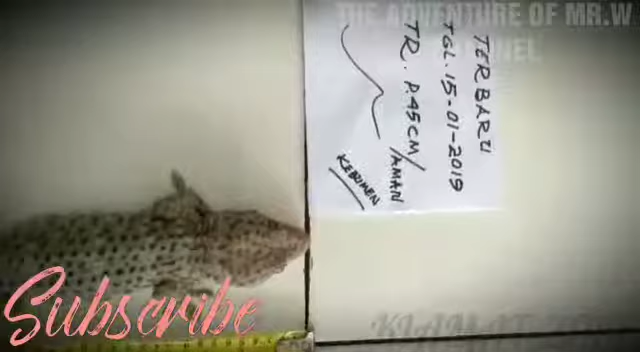 THE ADVENTURE OF MR.W
TERBARU
TGL. 15-01-2019
TR. P.45CM/AMAN
KEBUMEN
Subscribe